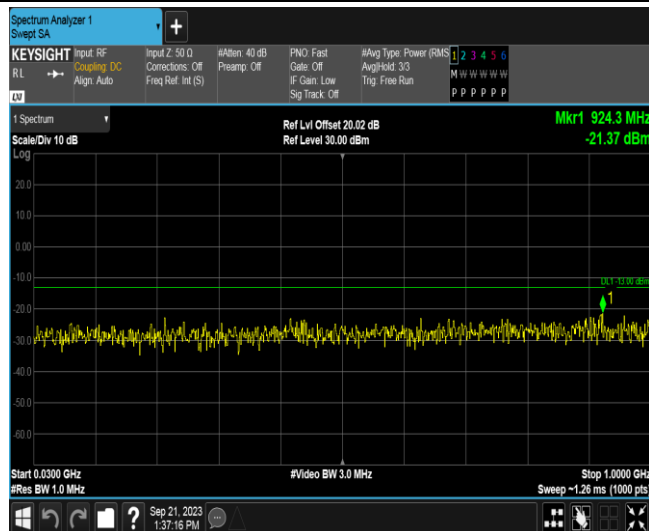 Spectrum Analyzer 1
Swept SA
+
KEYSIGHT
RL
Input: RF
Coupling: DC
Align: Auto
Input Z: 50 Ω
Corrections: Off
Freq Ref: Int (S)
#Atten: 40 dB
Preamp: Off
PNO: Fast
Gate: Off
IF Gain: Low
Sig Track: Off
#Avg Type: Power (RMS
Avg|Hold: 3/3
Trig: Free Run
1 2 3 4 5 6
M W W W W W
P P P P P P
1 Spectrum
Scale/Div 10 dB
Log
Ref Lvl Offset 20.02 dB
Ref Level 30.00 dBm
Mkr1 924.3 MHz
-21.37 dBm
20.0
10.0
0.00
-10.0
DL1 -13.00 dBm
1
-20.0
-30.0
-40.0
-50.0
-60.0
Start 0.0300 GHz
#Res BW 1.0 MHz
#Video BW 3.0 MHz
Stop 1.0000 GHz
Sweep ~1.26 ms (1000 pts)
?
Sep 21, 2023
1:37:16 PM